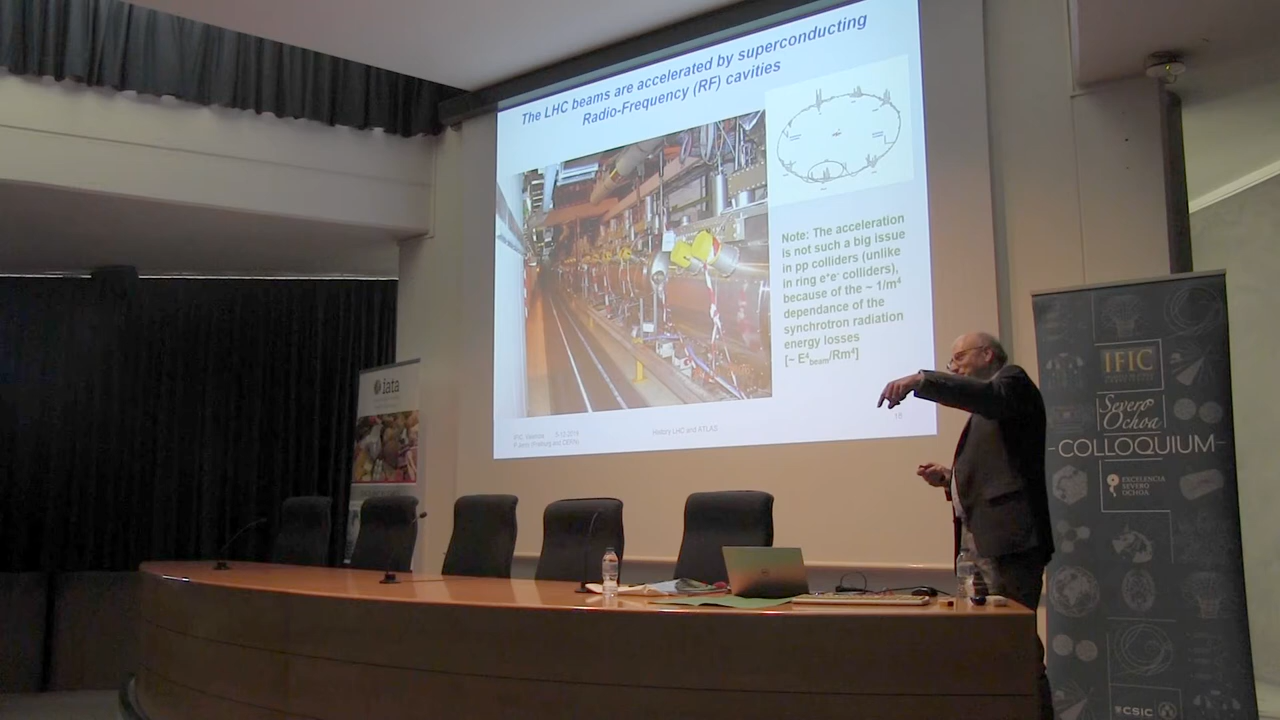 The LHC beams are accelerated by superconducting
Radio-Frequency (RF) cavities
Note: The acceleration
is not such a big issue
in pp colliders (unlike
in ring e⁺e⁻ colliders),
because of the ~ 1/m⁴
dependance of the
synchrotron radiation
energy losses
[~ E⁴beam/Rm⁴]
History LHC and ATLAS
iata
IFIC
Severo
Ochoa
-COLLOQUIUM-
EXCELENCIA
SEVERO
OCHOA
CSIC